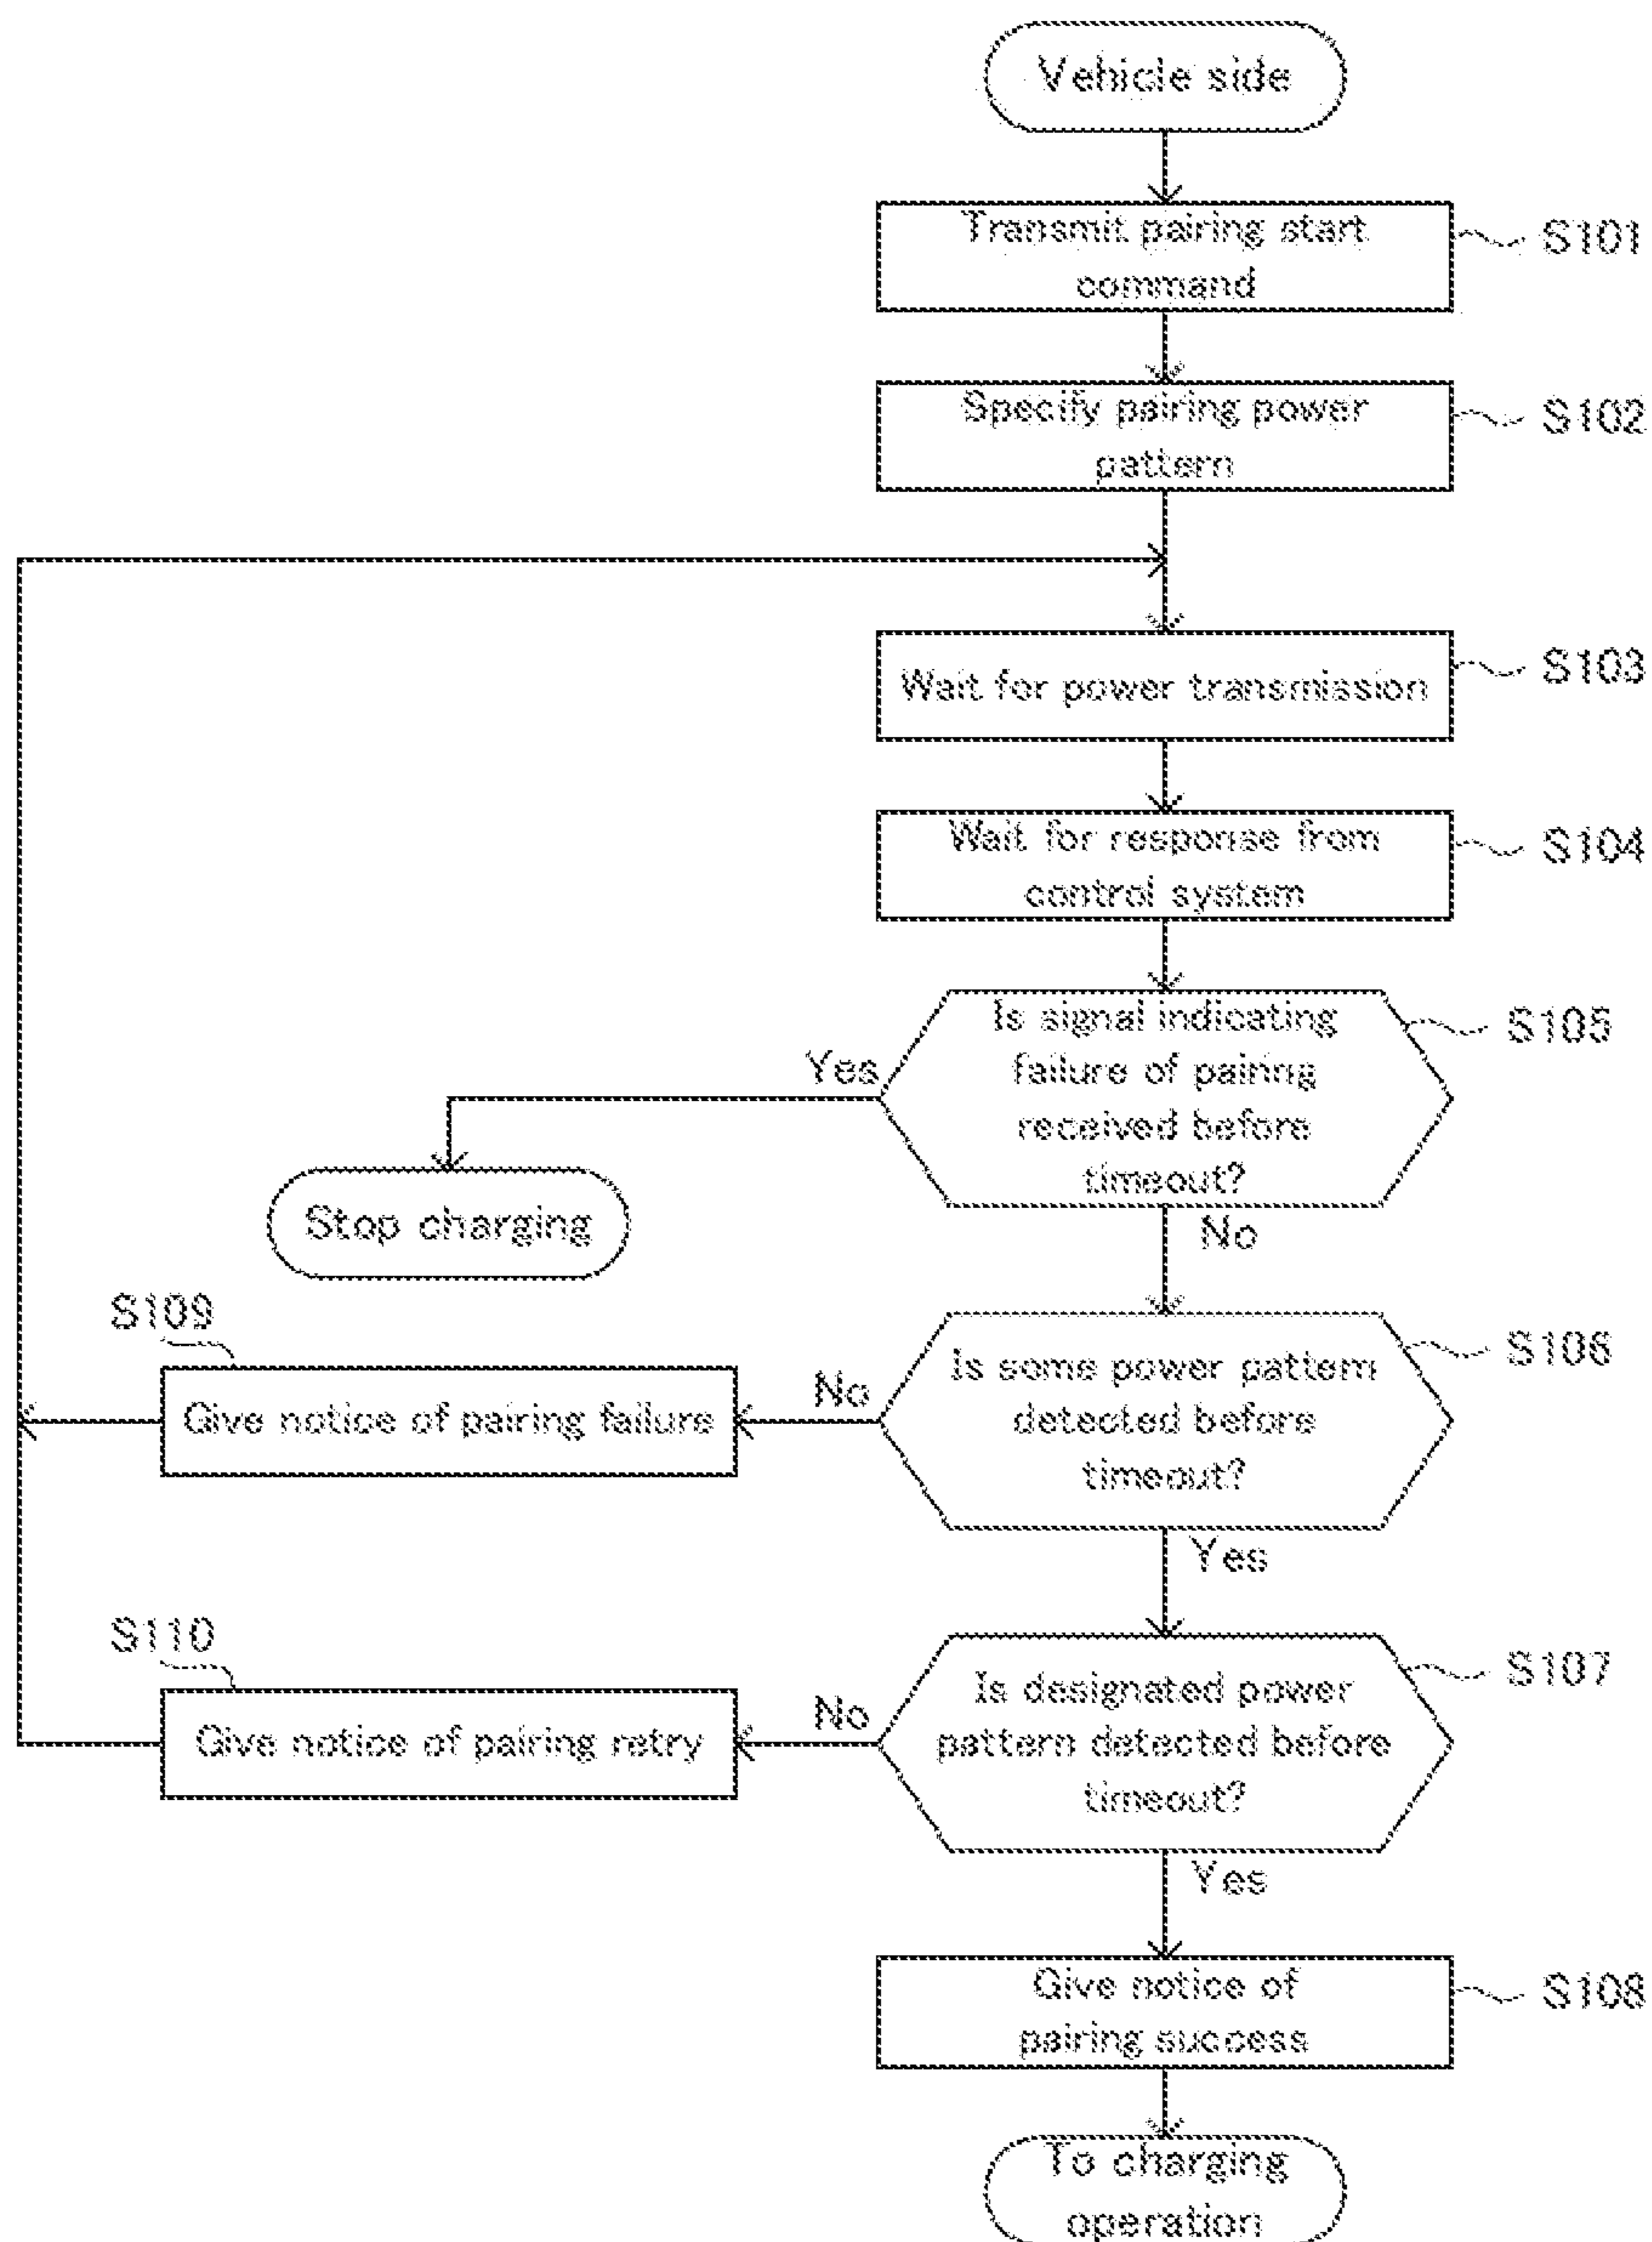 Vehicle side
Transmit pairing start
command
S101
Specify pairing power
pattern
S102
Wait for power transmission
S103
Wait for response from
control system
S104
Is signal indicating
failure of pairing
received before
timeout?
S105
Yes
No
Stop charging
S109
Give notice of pairing failure
No
Is some power pattern
detected before
timeout?
S106
Yes
S110
Give notice of pairing retry
No
Is designated power
pattern detected before
timeout?
S107
Yes
Give notice of
pairing success
S108
To charging
operation